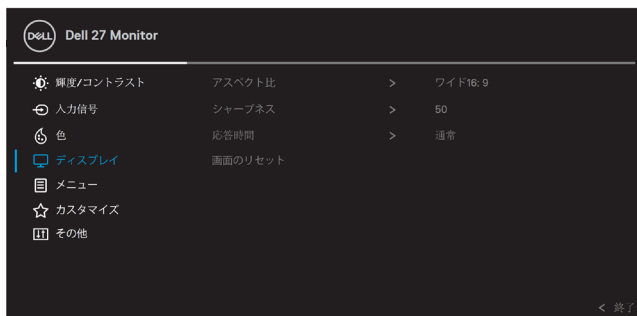 DELL Dell 27 Monitor
輝度/コントラスト アスペクト比 > ワイド16: 9
入力信号 シャープネス > 50
色 応答時間 > 通常
ディスプレイ 画面のリセット
メニュー
カスタマイズ
その他
< 終了